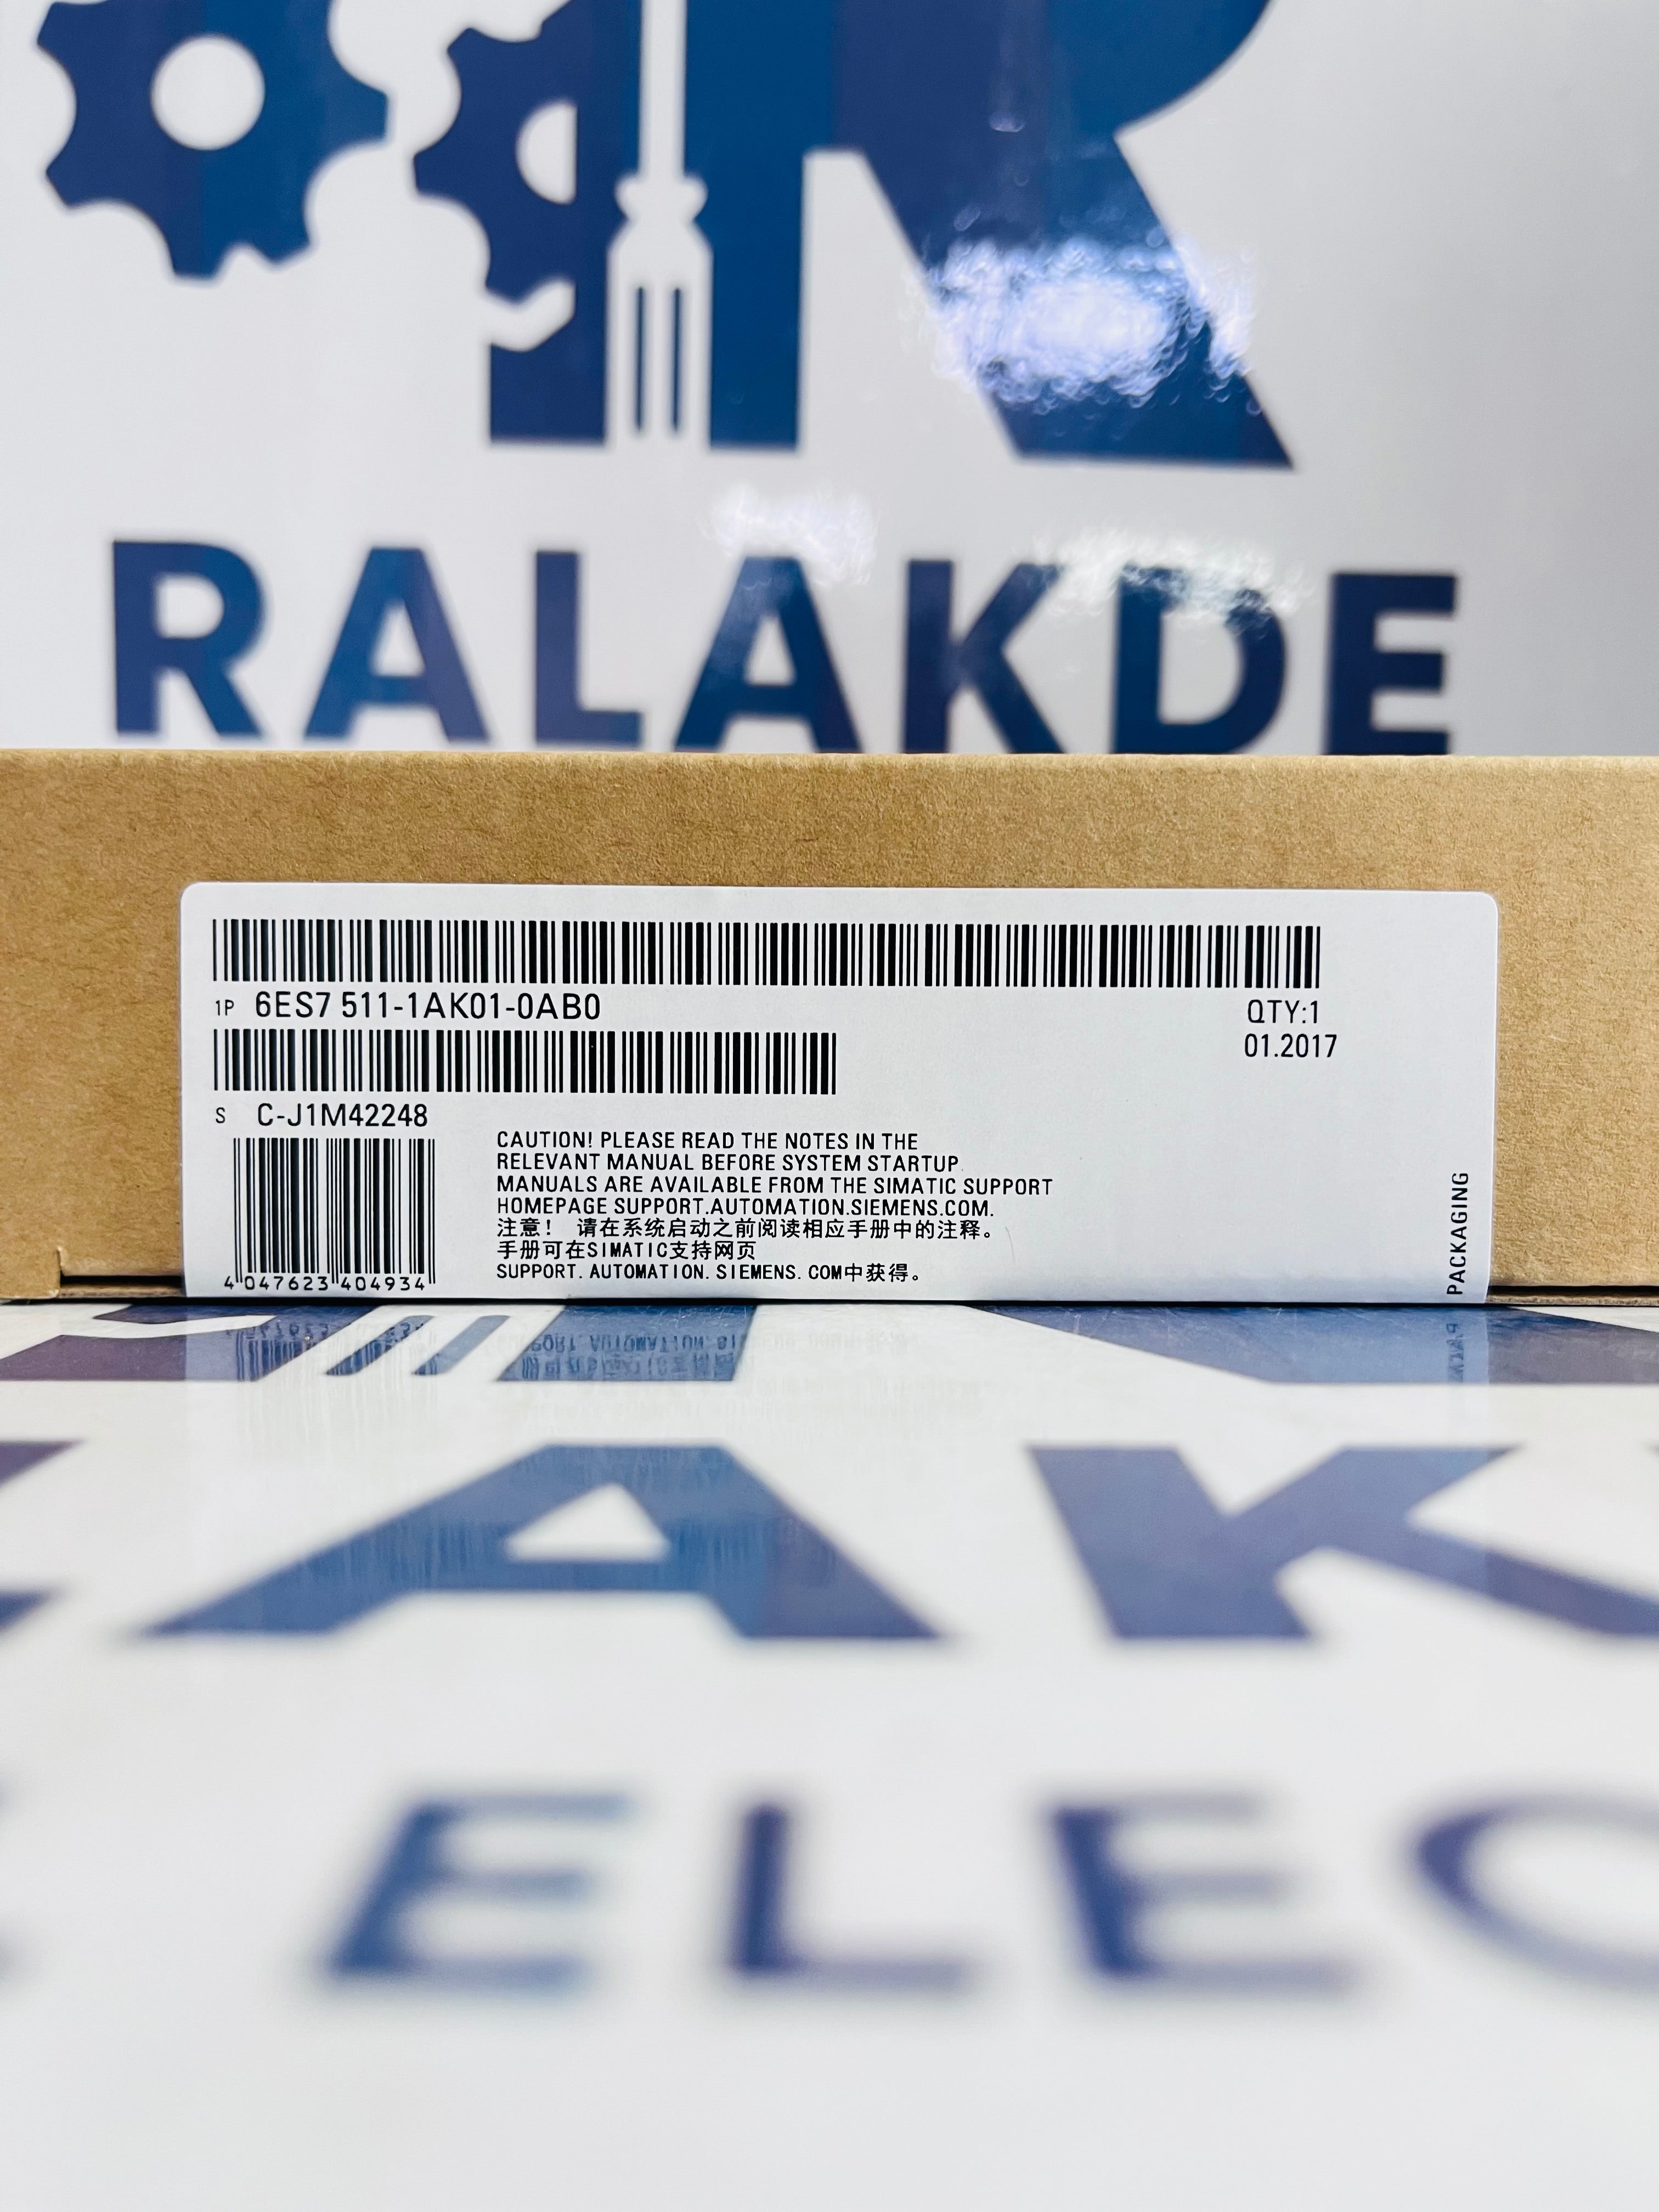 R
RALAKDE
1P 6ES7 511-1AK01-0AB0
QTY:1
01.2017
S C-J1M42248
CAUTION! PLEASE READ THE NOTES IN THE
RELEVANT MANUAL BEFORE SYSTEM STARTUP.
MANUALS ARE AVAILABLE FROM THE SIMATIC SUPPORT
HOMEPAGE SUPPORT.AUTOMATION.SIEMENS.COM.
注意！ 请在系统启动之前阅读相应手册中的注释。
手册可在SIMATIC支持网页
SUPPORT. AUTOMATION. SIEMENS. COM中获得。
4 047623 404934
PACKAGING
AK
ELEC